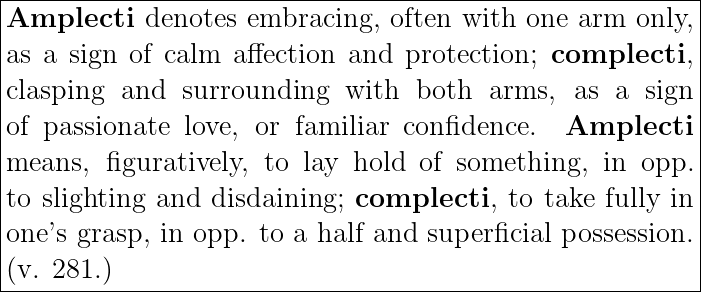 Amplecti denotes embracing, often with one arm only,
as a sign of calm affection and protection; complecti,
clasping and surrounding with both arms, as a sign
of passionate love, or familiar confidence. Amplecti
means, figuratively, to lay hold of something, in opp.
to slighting and disdaining; complecti, to take fully in
one's grasp, in opp. to a half and superficial possession.
(v. 281.)